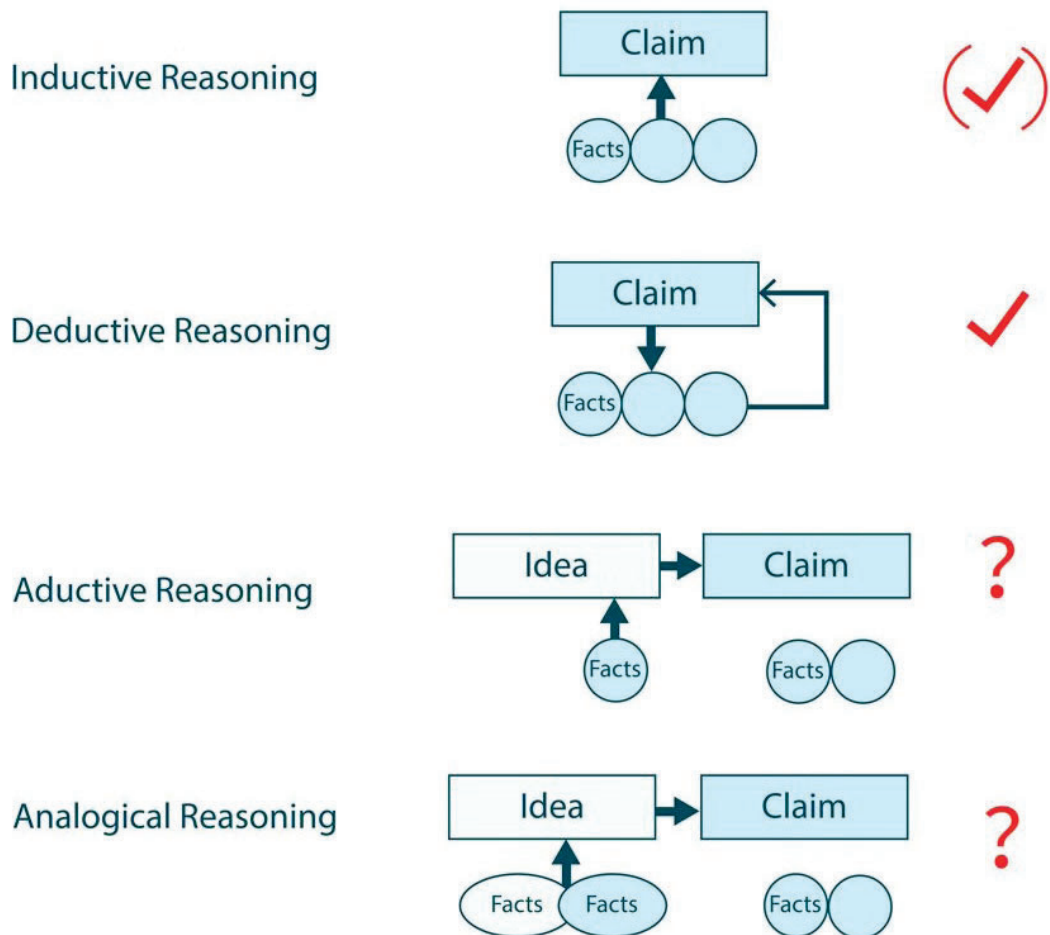 Claim
Inductive Reasoning
Facts
Claim
Deductive Reasoning
Facts
Idea
Claim
Aductive Reasoning
?
Facts
Facts
Idea
Claim
Analogical Reasoning
?
Facts
Facts
Facts